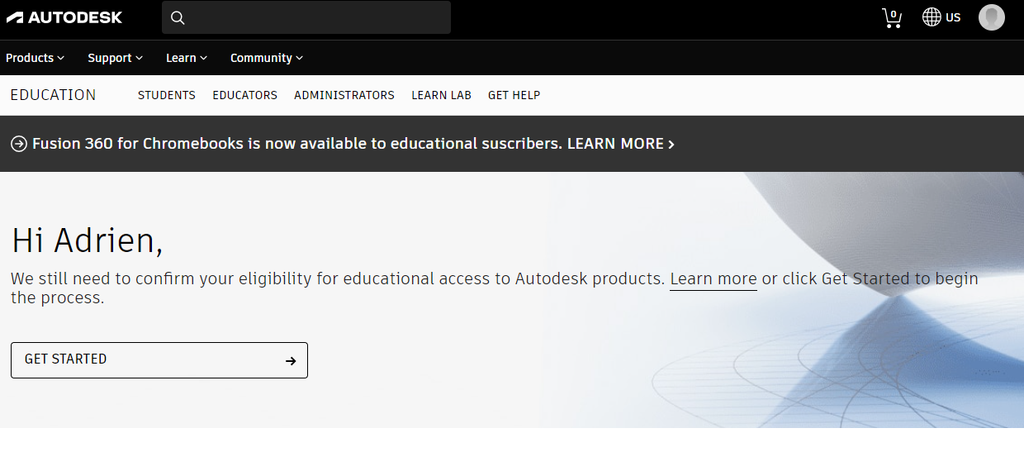 AUTODESK
0
US
Products
Support
Learn
Community
EDUCATION
STUDENTS
EDUCATORS
ADMINISTRATORS
LEARN LAB
GET HELP
Fusion 360 for Chromebooks is now available to educational suscribers. LEARN MORE
Hi Adrien,
We still need to confirm your eligibility for educational access to Autodesk products. Learn more or click Get Started to begin
the process.
GET STARTED